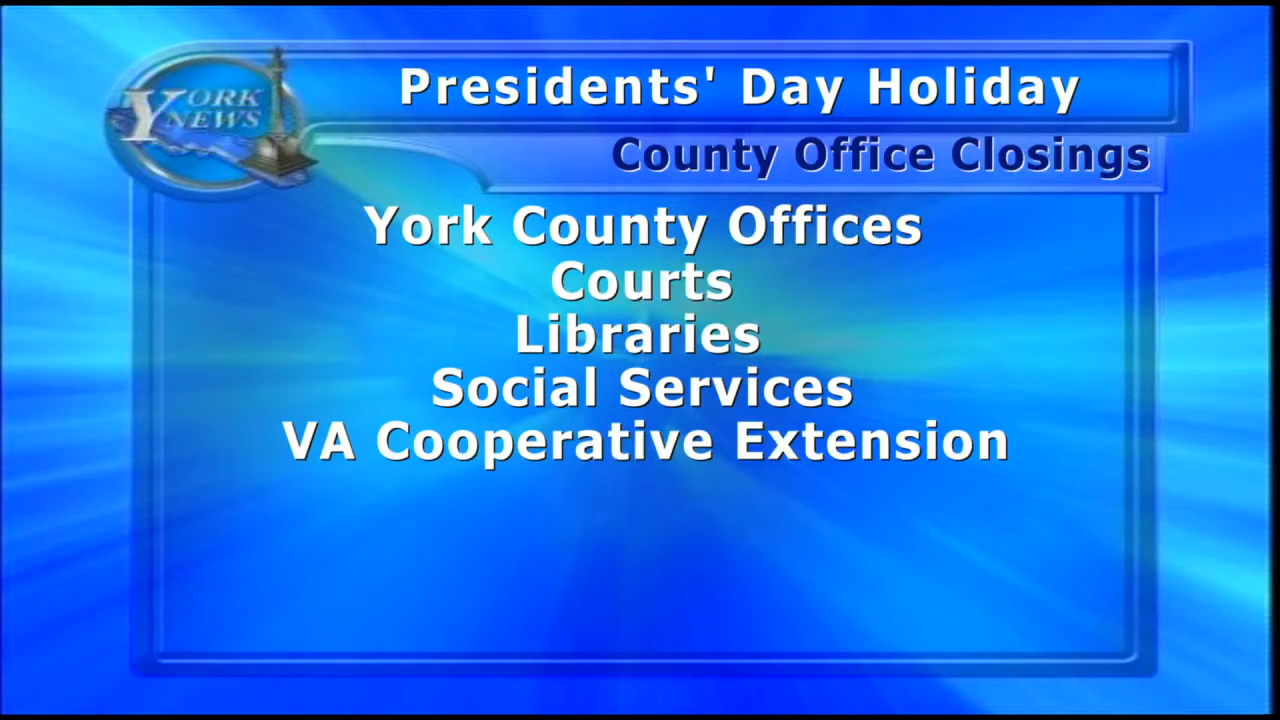 YORK
NEWS
Presidents' Day Holiday
County Office Closings
York County Offices
Courts
Libraries
Social Services
VA Cooperative Extension